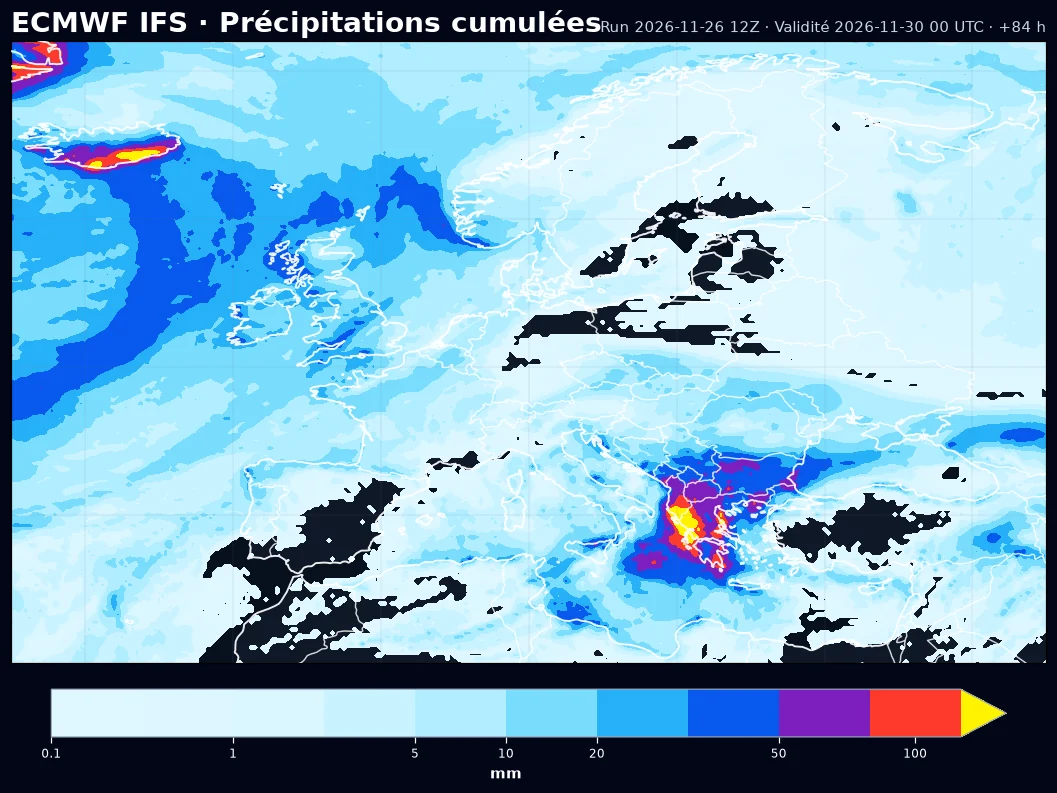 ECMWF IFS · Précipitations cumulées
Run 2026-11-26 12Z · Validité 2026-11-30 00 UTC · +84 h
0.1 1 5 10 20 50 100
mm